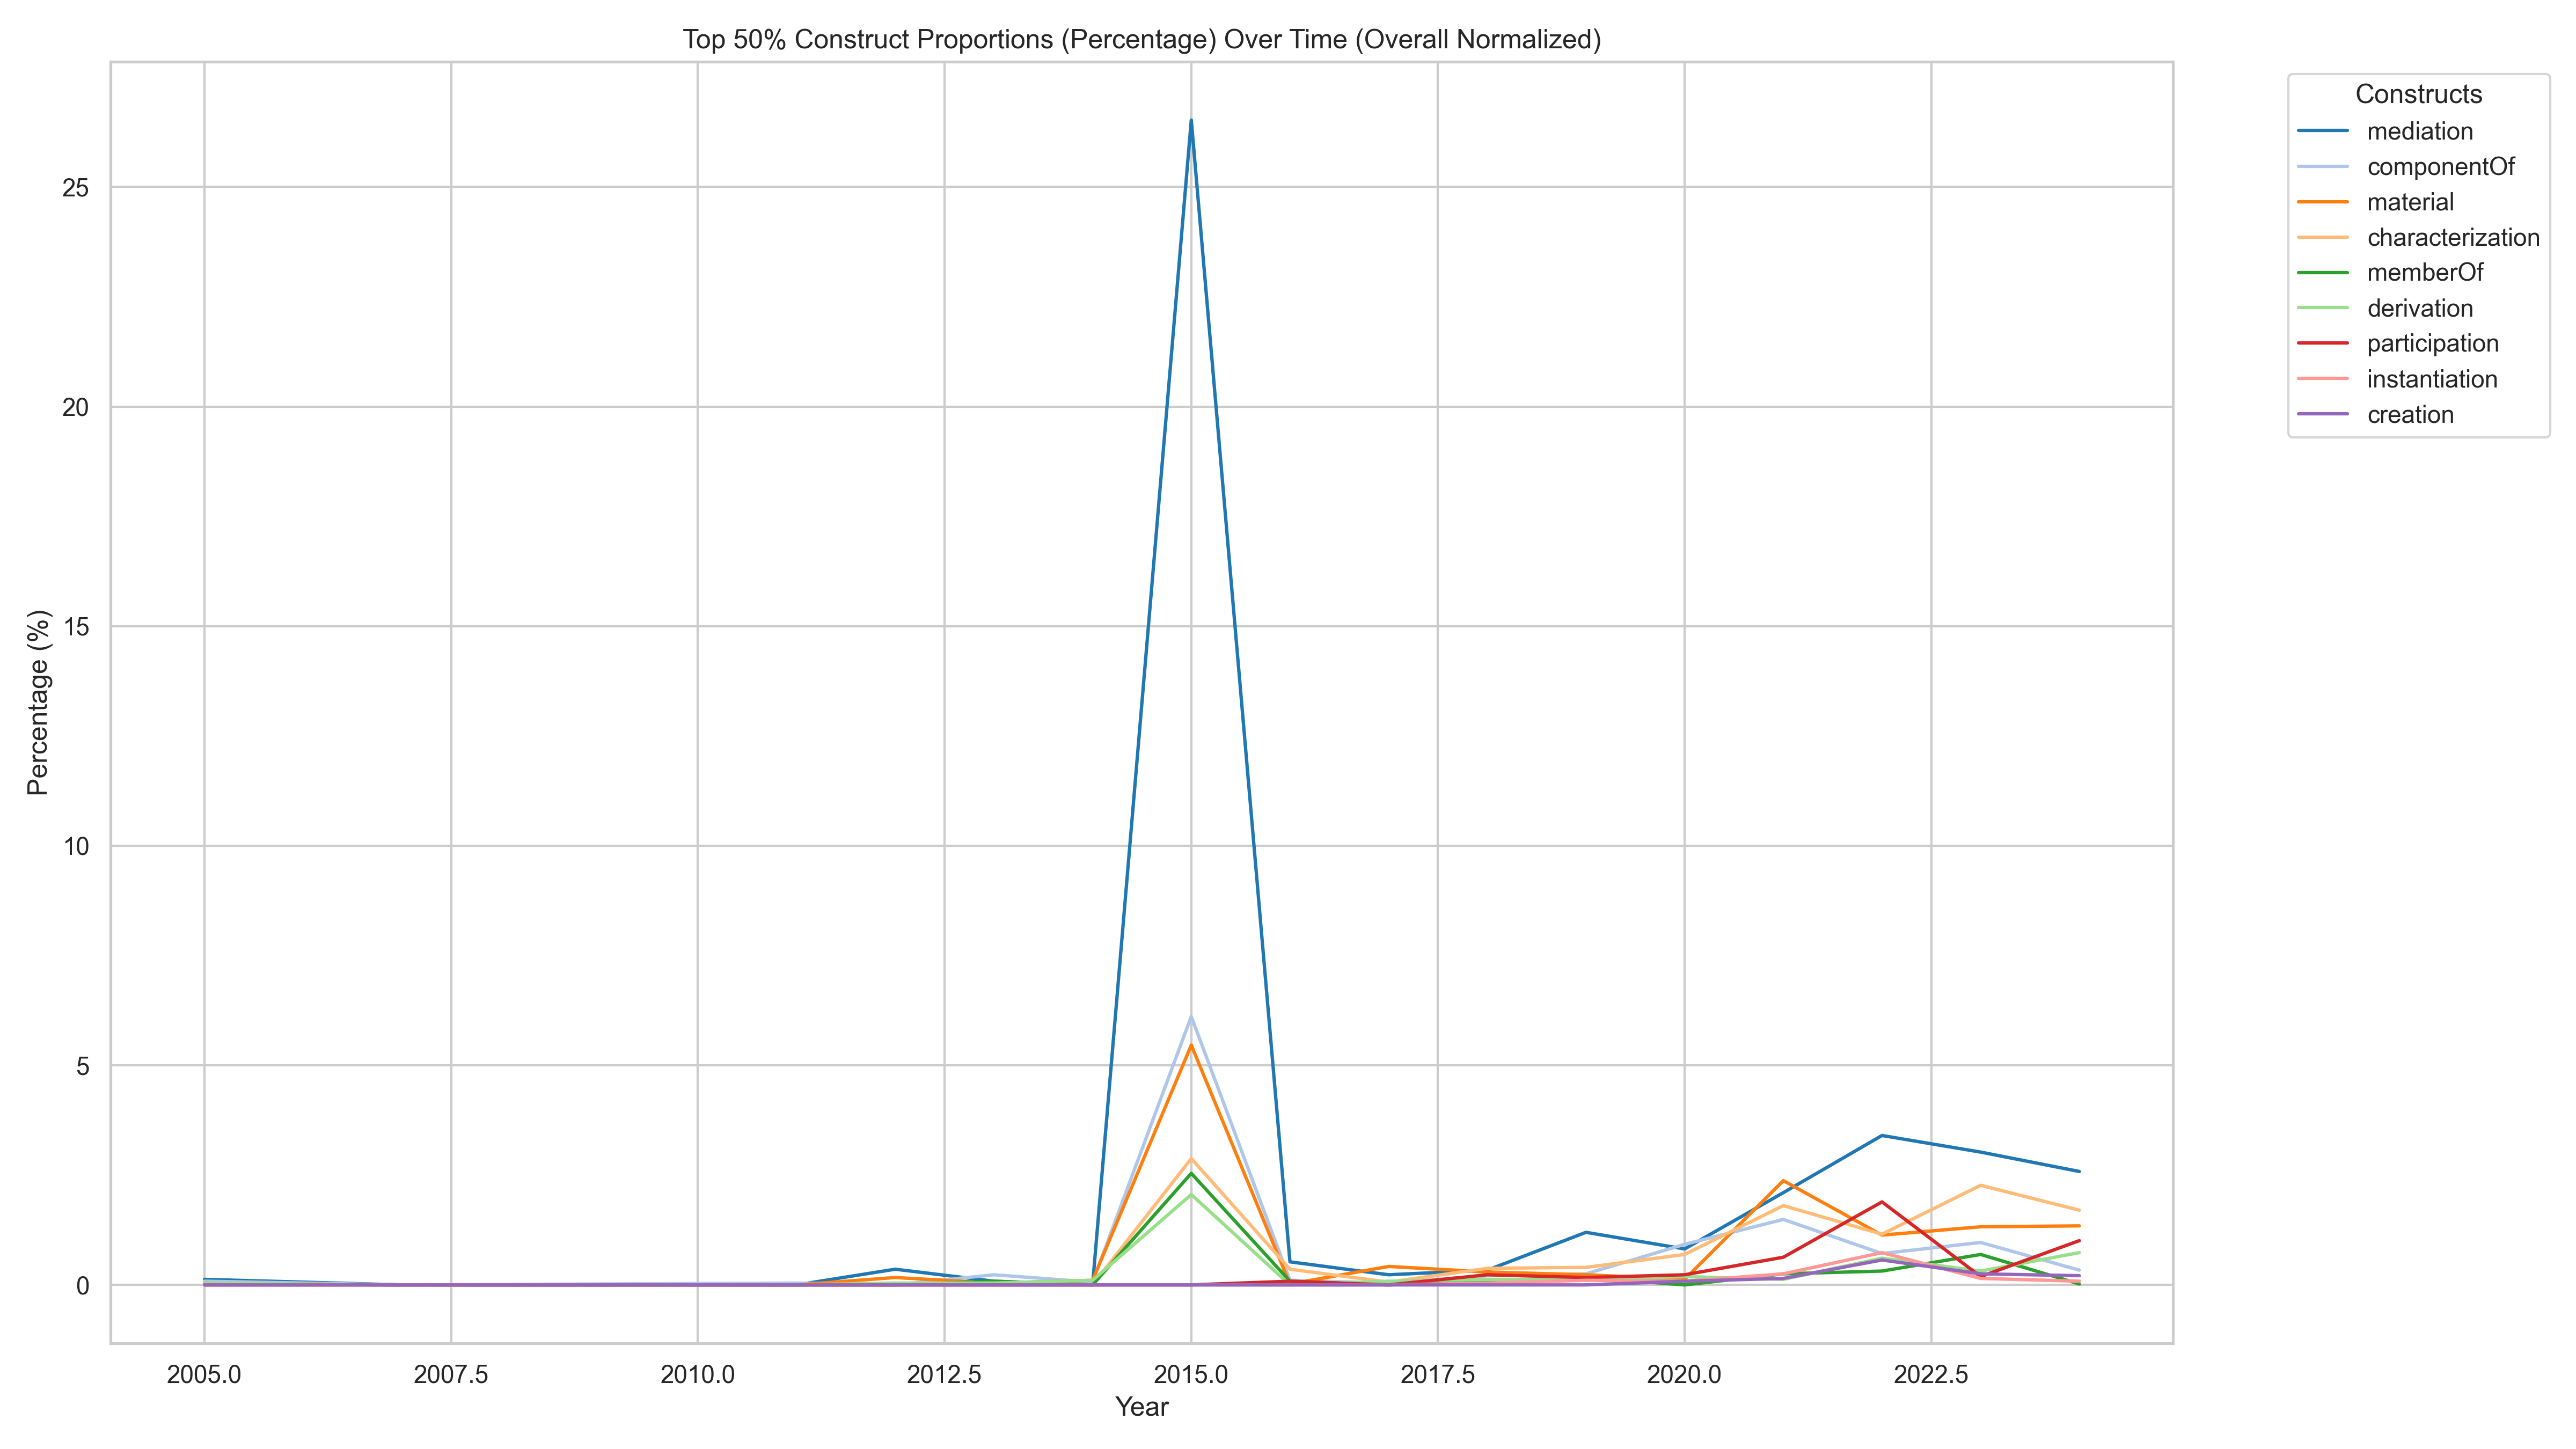 Top 50% Construct Proportions (Percentage) Over Time (Overall Normalized)
Constructs
mediation
componentOf
material
characterization
memberOf
derivation
participation
instantiation
creation
Percentage (%)
25
20
15
10
5
0
2005.0 2007.5 2010.0 2012.5 2015.0 2017.5 2020.0 2022.5
Year